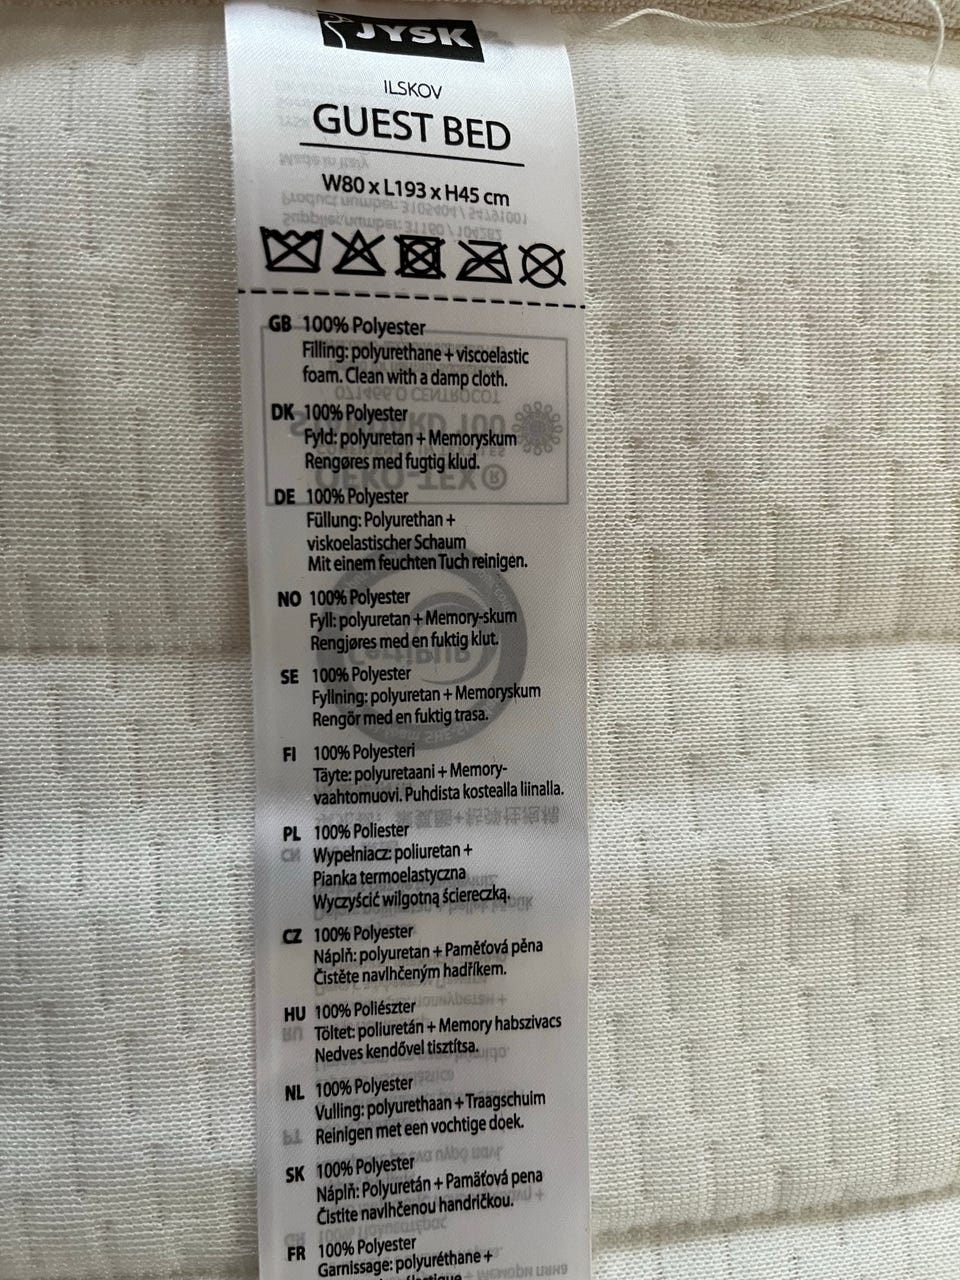 JYSK
ILSKOV
GUEST BED
W80 x L193 x H45 cm
GB 100% Polyester
Filling: polyurethane + viscoelastic
foam. Clean with a damp cloth.
DK 100% Polyester
Fyld: polyuretan + Memoryskum
Rengøres med fugtig klud.
DE 100% Polyester
Füllung: Polyurethan +
viskoelastischer Schaum
Mit einem feuchten Tuch reinigen.
NO 100% Polyester
Fyll: polyuretan + Memory-skum
Rengjøres med en fuktig klut.
SE 100% Polyester
Fyllning: polyuretan + Memoryskum
Rengör med en fuktig trasa.
FI 100% Polyesteri
Täyte: polyuretaani + Memory-
vaahtomuovi. Puhdista kostealla liinalla.
PL 100% Poliester
Wypełniacz: poliuretan +
Pianka termoelastyczna
Wyczyścić wilgotną ściereczką.
CZ 100% Polyester
Náplň: polyuretan + Paměťová pěna
Čistěte navlhčeným hadříkem.
HU 100% Poliészter
Töltet: poliuretán + Memory habszivacs
Nedves kendővel tisztítsa.
NL 100% Polyester
Vulling: polyurethaan + Traagschuim
Reinigen met een vochtige doek.
SK 100% Polyester
Náplň: Polyuretán + Pamäťová pena
Čistite navlhčenou handričkou.
FR 100% Polyester
Garnissage: polyuréthane +